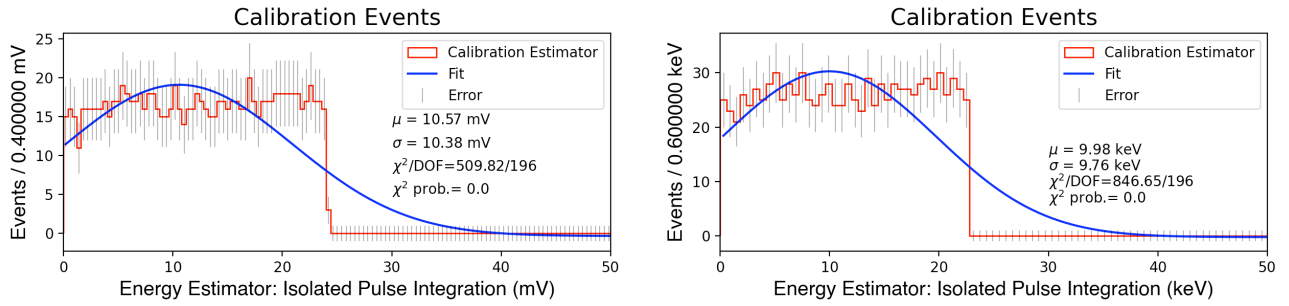 Calibration Events
25
20
15
10
5
0
Events / 0.400000 mV
Calibration Estimator
Fit
Error
μ = 10.57 mV
σ = 10.38 mV
χ²/DOF=509.82/196
χ² prob.= 0.0
0 10 20 30 40 50
Energy Estimator: Isolated Pulse Integration (mV)
Calibration Events
30
20
10
0
Events / 0.600000 keV
Calibration Estimator
Fit
Error
μ = 9.98 keV
σ = 9.76 keV
χ²/DOF=846.65/196
χ² prob.= 0.0
0 10 20 30 40 50
Energy Estimator: Isolated Pulse Integration (keV)